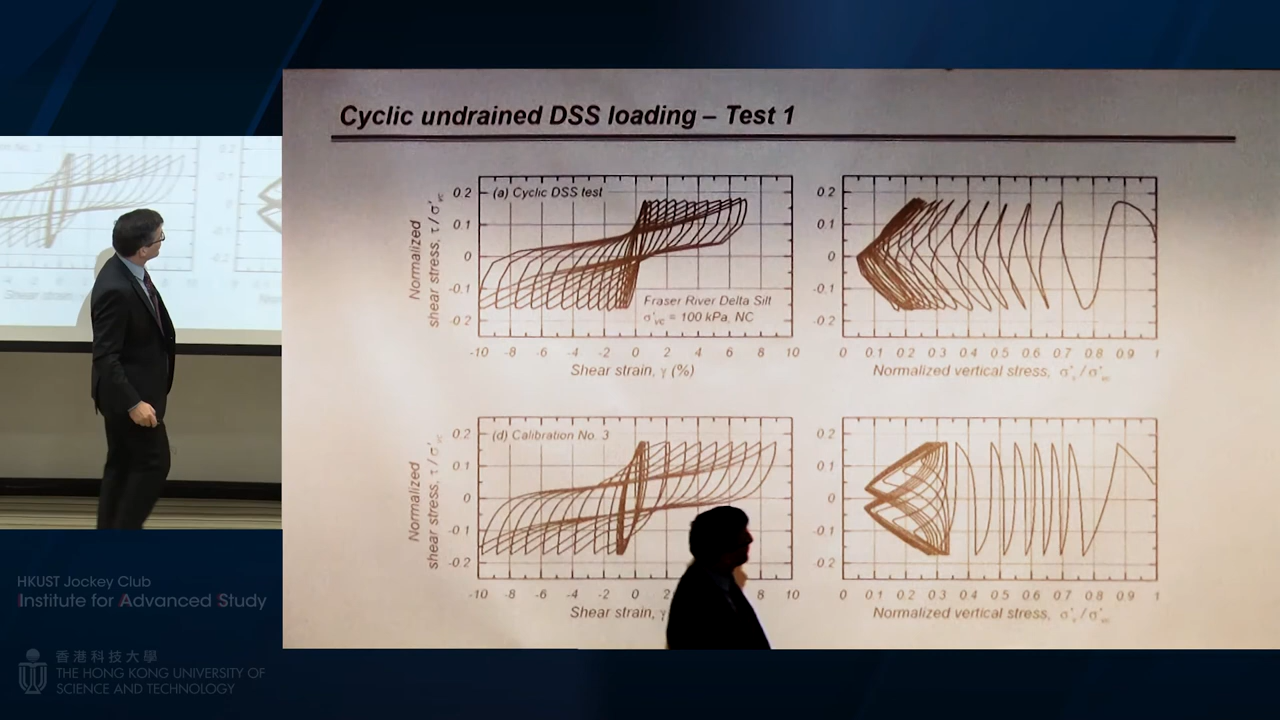 Cyclic undrained DSS loading – Test 1
Normalized
shear stress, τ/σ'vc
0.2
0.1
0
-0.1
-0.2
(a) Cyclic DSS test
Fraser River Delta Silt
σ'vc = 100 kPa, NC
-10 -8 -6 -4 -2 0 2 4 6 8 10
Shear strain, γ (%)
0.2
0.1
0
-0.1
-0.2
0 0.1 0.2 0.3 0.4 0.5 0.6 0.7 0.8 0.9 1
Normalized vertical stress, σ'v/σ'vc
Normalized
shear stress, τ/σ'vc
0.2
0.1
0
-0.1
-0.2
(d) Calibration No. 3
-10 -8 -6 -4 -2 0 8 10
Shear strain, γ
0.2
0.1
0
-0.1
-0.2
0 0.1 0.2 0.3 0.4 0.5 0.6 0.7 0.8 0.9 1
Normalized vertical stress, σ'v/σ'vc
HKUST Jockey Club
Institute for Advanced Study
香港科技大學
THE HONG KONG UNIVERSITY OF
SCIENCE AND TECHNOLOGY